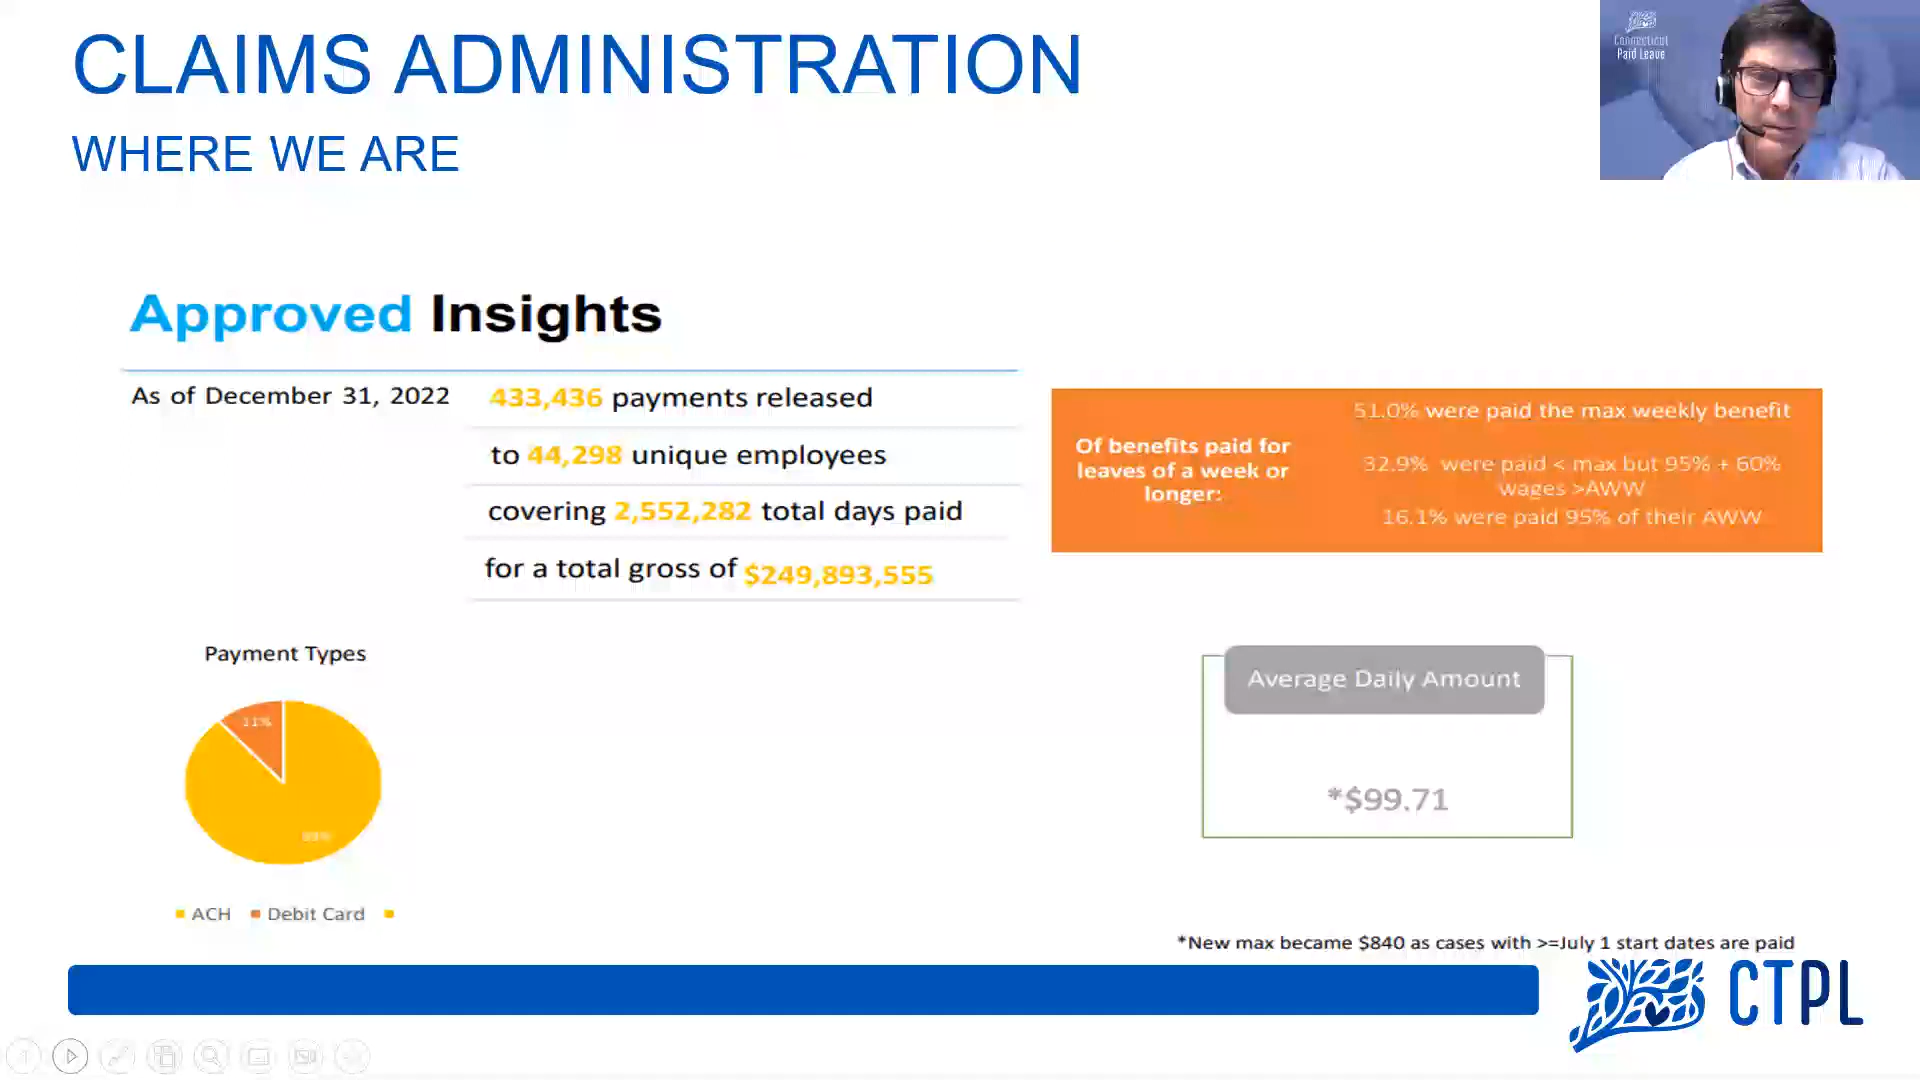 CLAIMS ADMINISTRATION
WHERE WE ARE
Connecticut
Paid Leave
Approved Insights
As of December 31, 2022
433,436 payments released
to 44,298 unique employees
covering 2,552,282 total days paid
for a total gross of $249,893,555
Of benefits paid for
leaves of a week or
longer:
51.0% were paid the max weekly benefit
32.9% were paid < max but 95% + 60%
wages >AWW
16.1% were paid 95% of their AWW
Payment Types
11%
89%
ACH
Debit Card
Average Daily Amount
*$99.71
*New max became $840 as cases with >=July 1 start dates are paid
CTPL